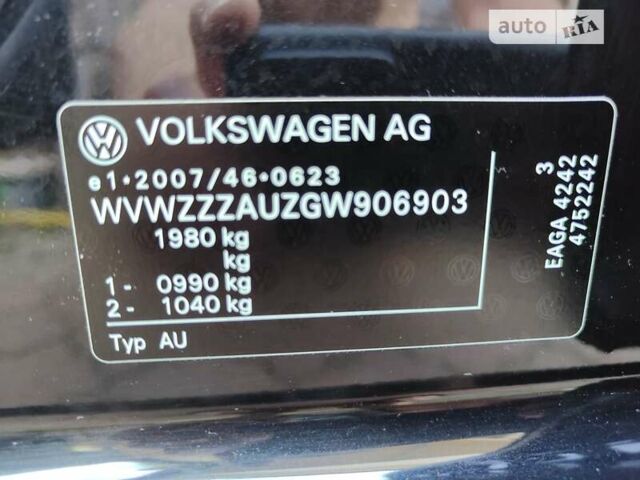 auto RIA
VOLKSWAGEN AG
e1*2007/46*0623
WVWZZZAUZGW906903
1980 kg
kg
1- 0990 kg
2- 1040 kg
Typ AU
3
EAGA 4242
4752242